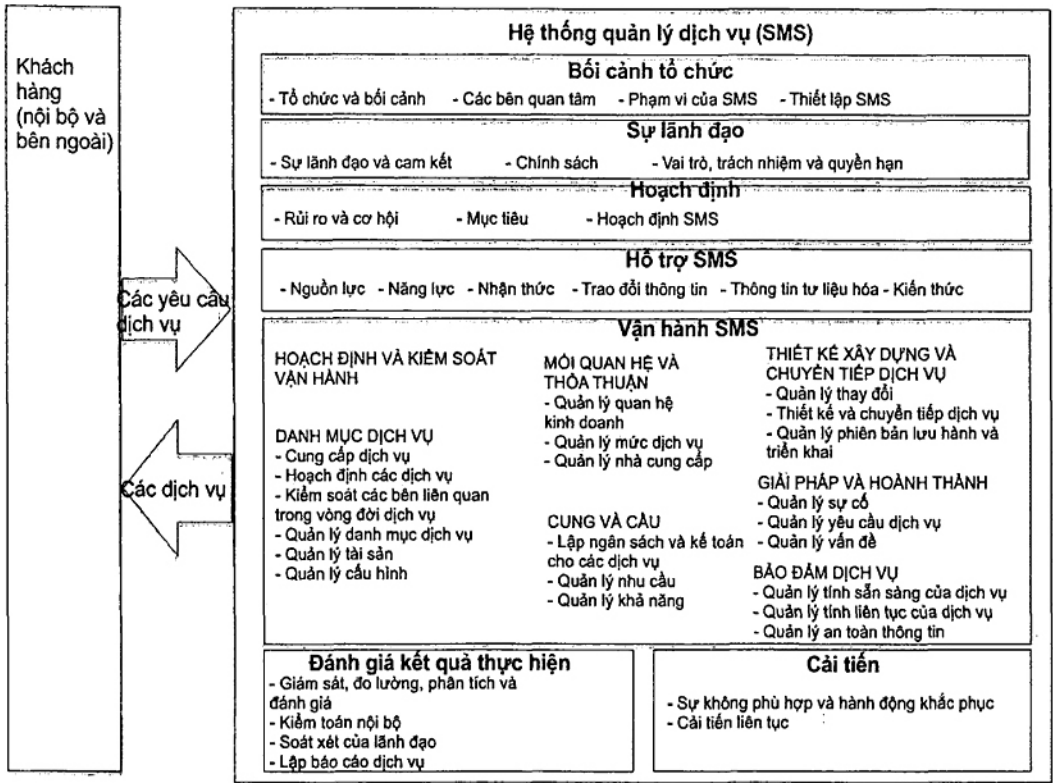 Khách
hàng
(nội bộ và
bên ngoài)
Các yêu cầu
dịch vụ
Các dịch vụ
Hệ thống quản lý dịch vụ (SMS)
Bối cảnh tổ chức
- Tổ chức và bối cảnh - Các bên quan tâm - Phạm vi của SMS - Thiết lập SMS
Sự lãnh đạo
- Sự lãnh đạo và cam kết - Chính sách - Vai trò, trách nhiệm và quyền hạn
Hoạch định
- Rủi ro và cơ hội - Mục tiêu - Hoạch định SMS
Hỗ trợ SMS
- Nguồn lực - Năng lực - Nhận thức - Trao đổi thông tin - Thông tin tư liệu hóa - Kiến thức
Vận hành SMS
HOẠCH ĐỊNH VÀ KIỂM SOÁT
VẬN HÀNH
DANH MỤC DỊCH VỤ
- Cung cấp dịch vụ
- Hoạch định các dịch vụ
- Kiểm soát các bên liên quan
trong vòng đời dịch vụ
- Quản lý danh mục dịch vụ
- Quản lý tài sản
- Quản lý cấu hình
MỐI QUAN HỆ VÀ
THỎA THUẬN
- Quản lý quan hệ
kinh doanh
- Quản lý mức dịch vụ
- Quản lý nhà cung cấp
CUNG VÀ CẦU
- Lập ngân sách và kế toán
cho các dịch vụ
- Quản lý nhu cầu
- Quản lý khả năng
THIẾT KẾ XÂY DỰNG VÀ
CHUYỂN TIẾP DỊCH VỤ
- Quản lý thay đổi
- Thiết kế và chuyển tiếp dịch vụ
- Quản lý phiên bản lưu hành và
triển khai
GIẢI PHÁP VÀ HOÀNH THÀNH
- Quản lý sự cố
- Quản lý yêu cầu dịch vụ
- Quản lý vấn đề
BẢO ĐẢM DỊCH VỤ
- Quản lý tính sẵn sàng của dịch vụ
- Quản lý tính liên tục của dịch vụ
- Quản lý an toàn thông tin
Đánh giá kết quả thực hiện
- Giám sát, đo lường, phân tích và
đánh giá
- Kiểm toán nội bộ
- Soát xét của lãnh đạo
- Lập báo cáo dịch vụ
Cải tiến
- Sự không phù hợp và hành động khắc phục
- Cải tiến liên tục